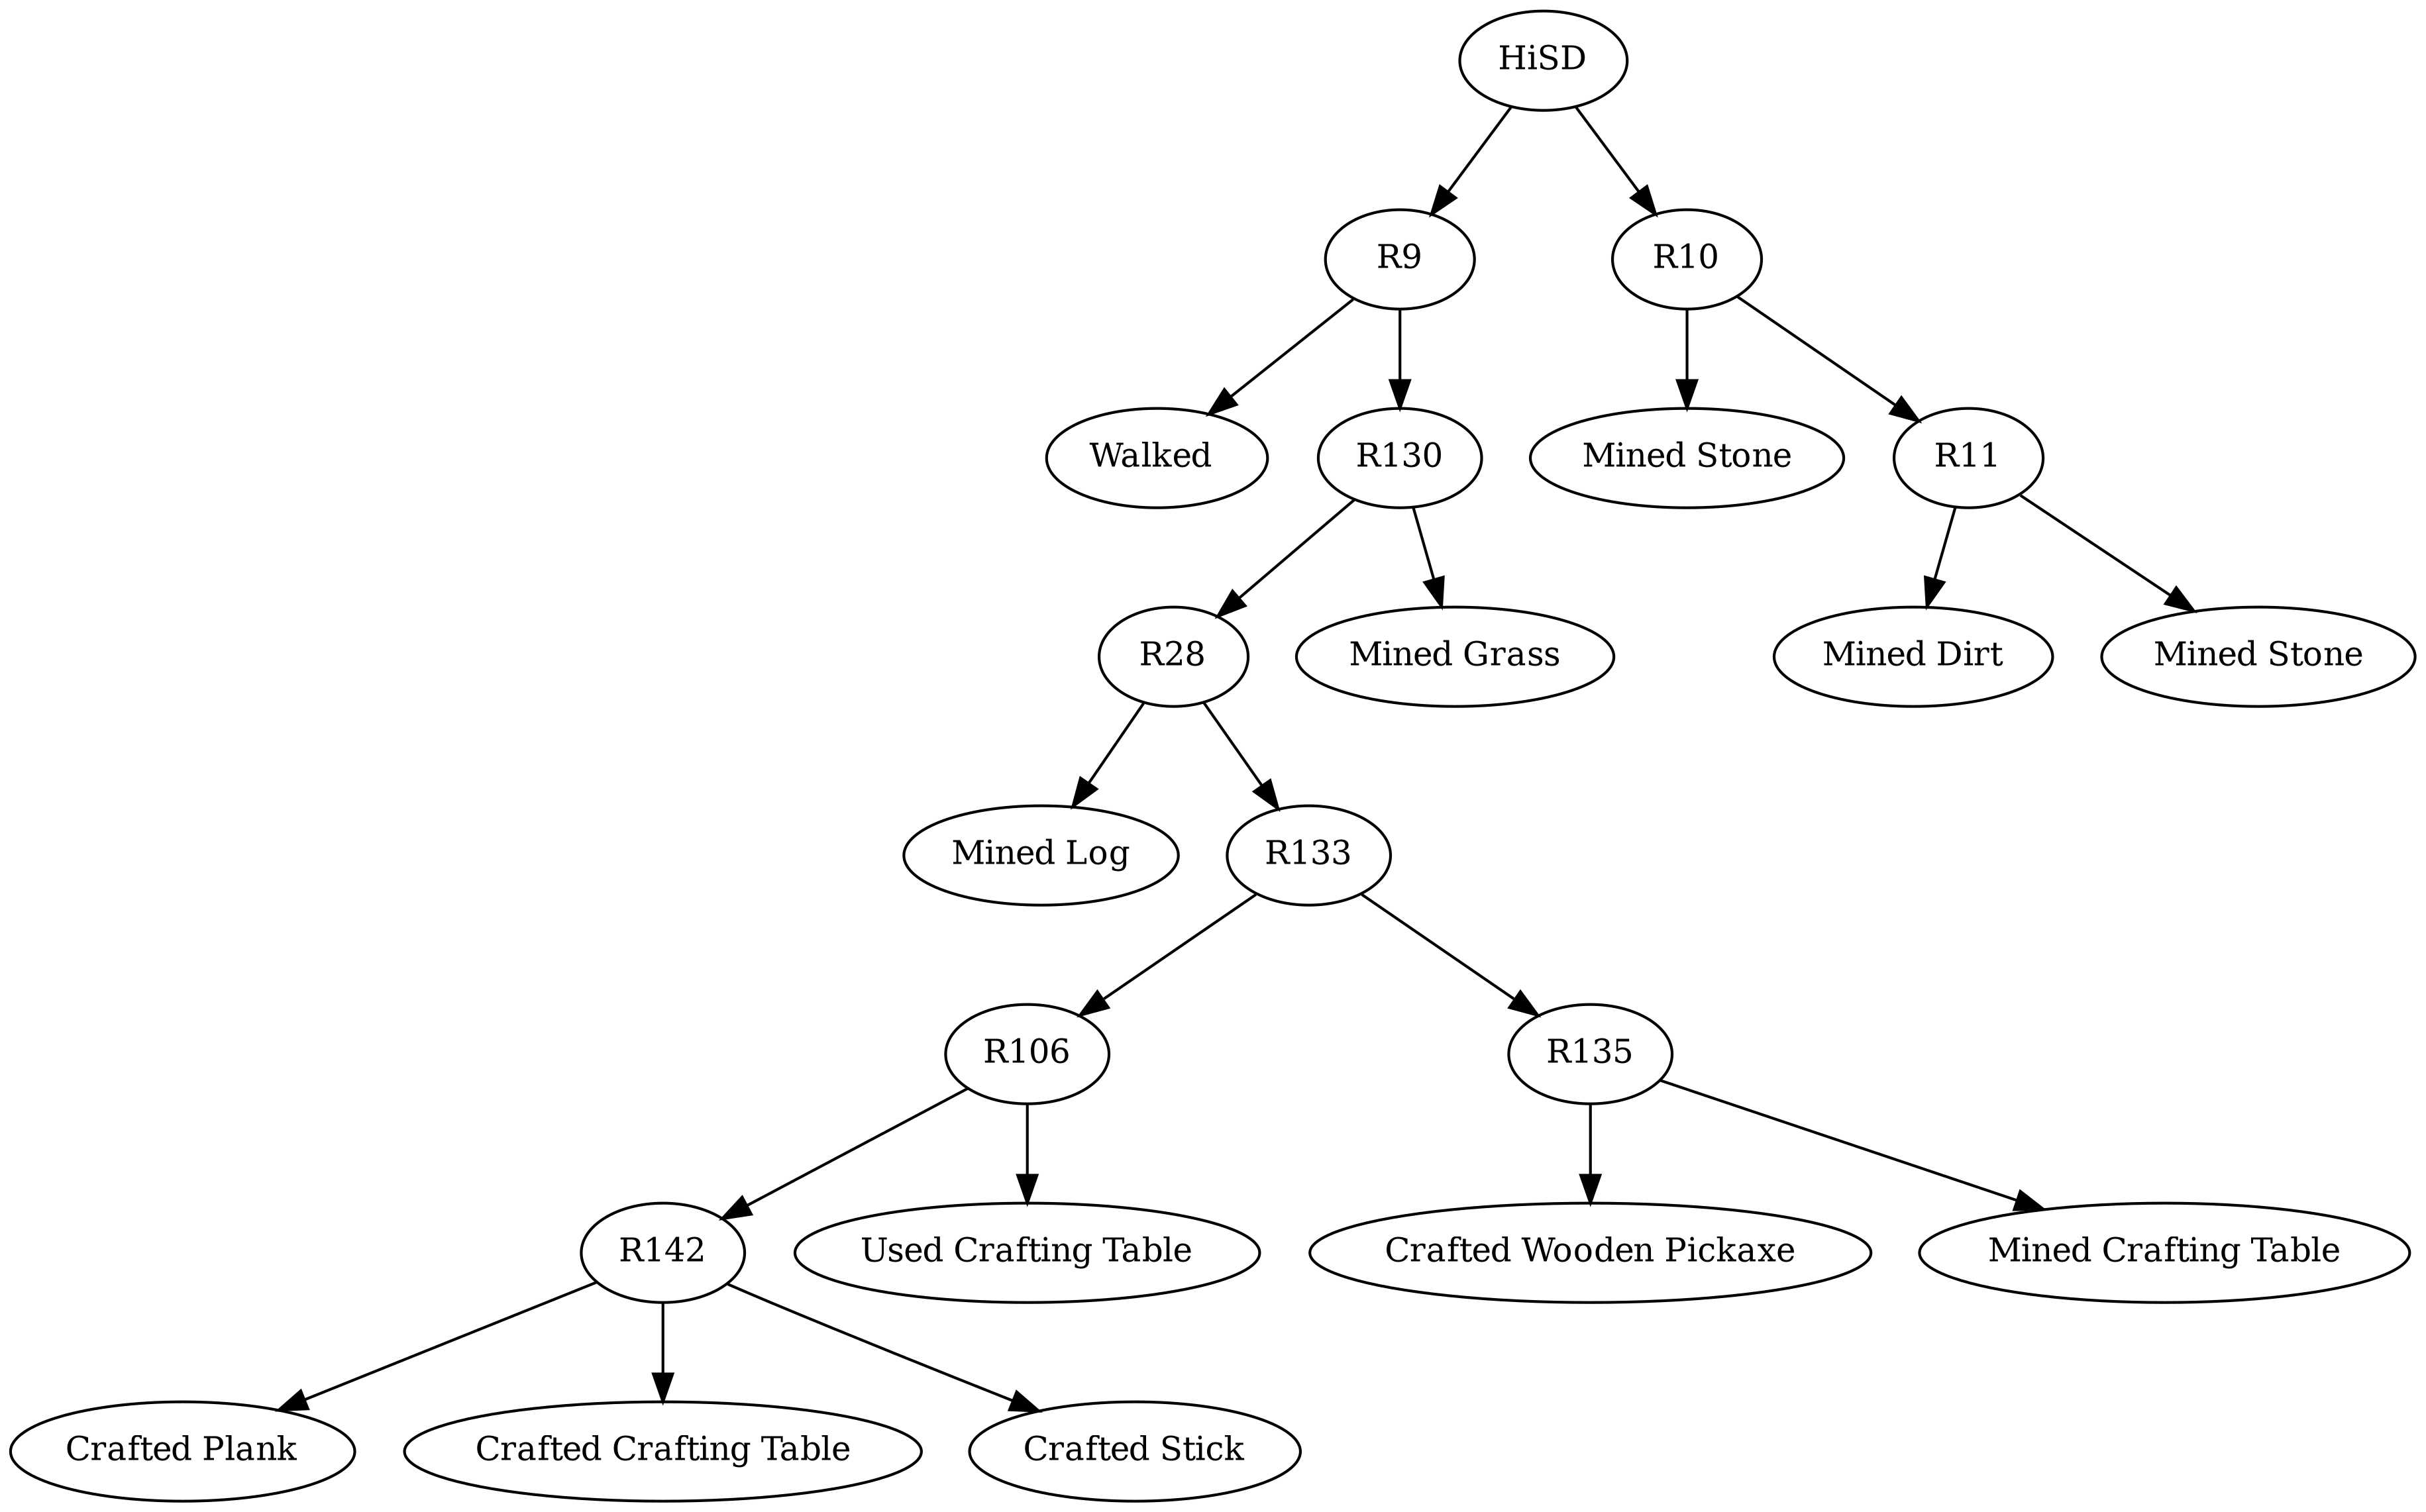 HiSD
R9
R10
Walked
R130
Mined Stone
R11
R28
Mined Grass
Mined Dirt
Mined Stone
Mined Log
R133
R106
R135
R142
Used Crafting Table
Crafted Wooden Pickaxe
Mined Crafting Table
Crafted Plank
Crafted Crafting Table
Crafted Stick